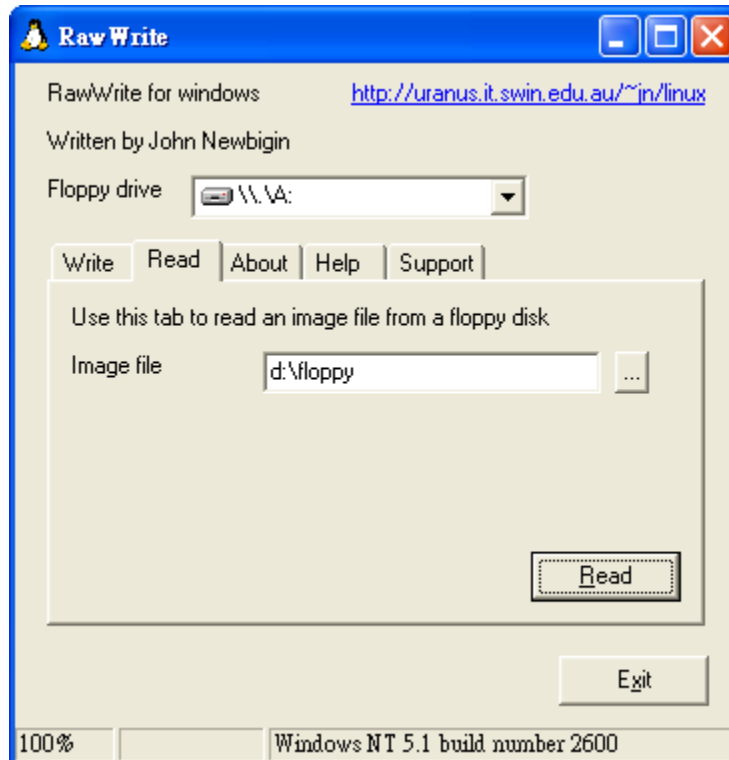 Raw Write
RawWrite for windows http://uranus.it.swin.edu.au/~jn/linux
Written by John Newbigin
Floppy drive \\.\A:
Write Read About Help Support
Use this tab to read an image file from a floppy disk
Image file d:\floppy ...
Read
Exit
100% Windows NT 5.1 build number 2600